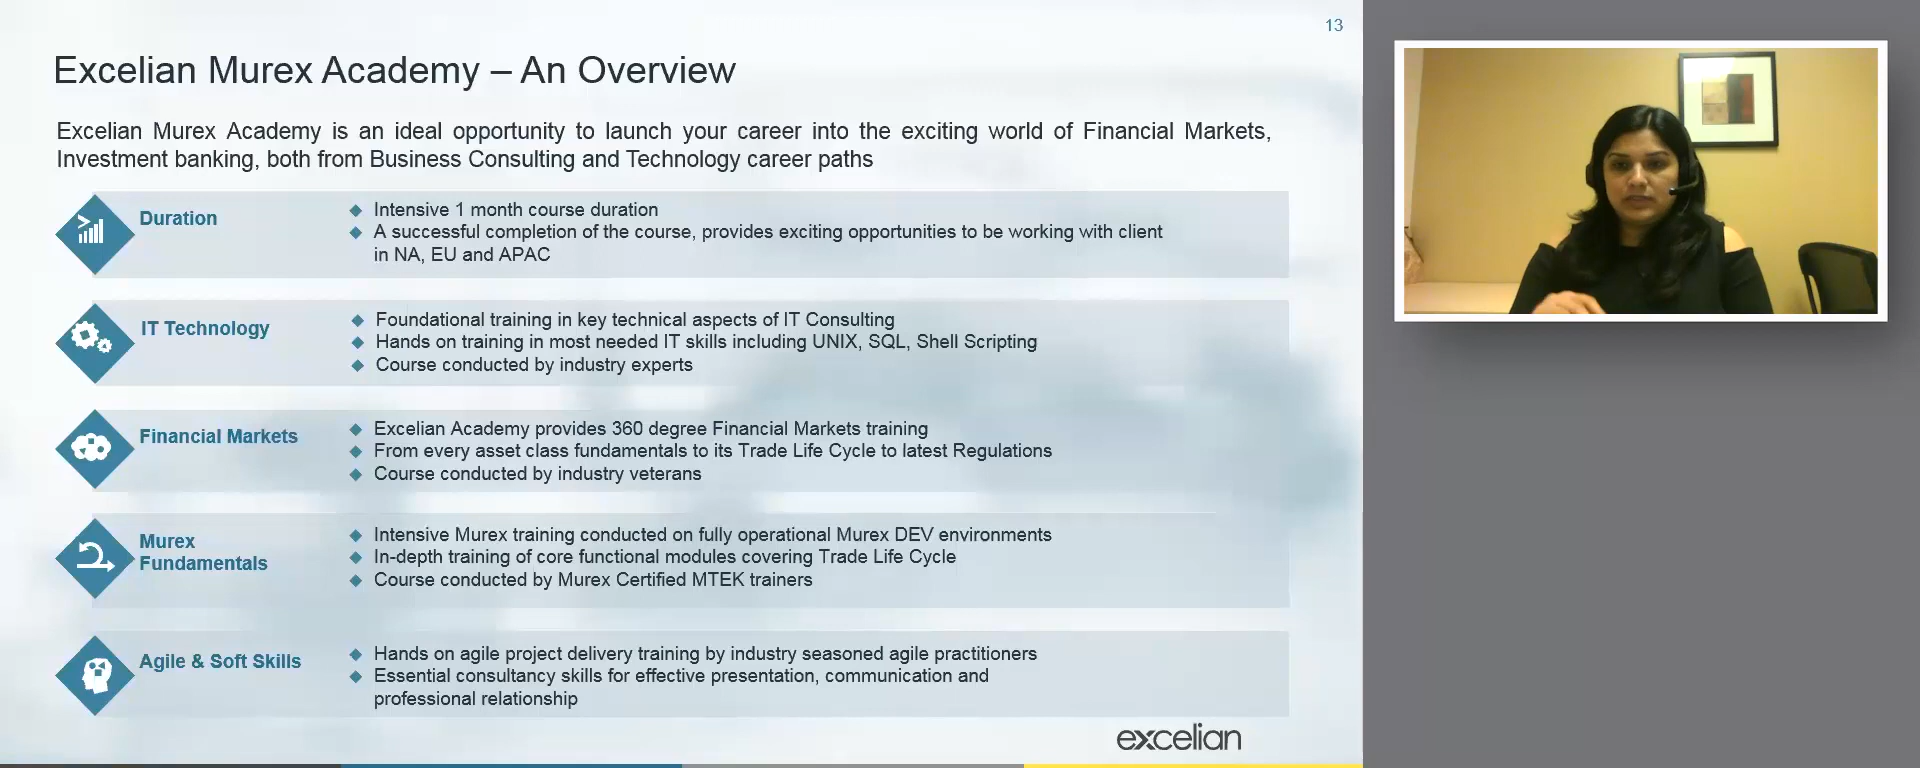 13
Excelian Murex Academy – An Overview
Excelian Murex Academy is an ideal opportunity to launch your career into the exciting world of Financial Markets,
Investment banking, both from Business Consulting and Technology career paths
Duration
Intensive 1 month course duration
A successful completion of the course, provides exciting opportunities to be working with client
in NA, EU and APAC
IT Technology
Foundational training in key technical aspects of IT Consulting
Hands on training in most needed IT skills including UNIX, SQL, Shell Scripting
Course conducted by industry experts
Financial Markets
Excelian Academy provides 360 degree Financial Markets training
From every asset class fundamentals to its Trade Life Cycle to latest Regulations
Course conducted by industry veterans
Murex
Fundamentals
Intensive Murex training conducted on fully operational Murex DEV environments
In-depth training of core functional modules covering Trade Life Cycle
Course conducted by Murex Certified MTEK trainers
Agile & Soft Skills
Hands on agile project delivery training by industry seasoned agile practitioners
Essential consultancy skills for effective presentation, communication and
professional relationship
excelian